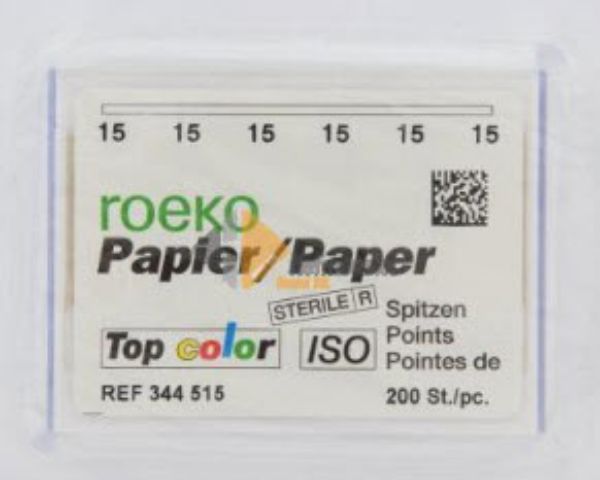 15 15 15 15 15 15
roeko
Papier/Paper
STERILE R
Spitzen
Top color ISO Points
Pointes de
REF 344 515 200 St./pc.